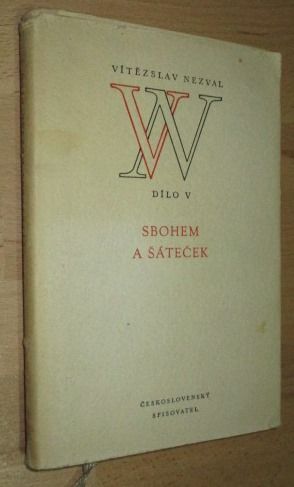 VÍTĚZSLAV NEZVAL
VN
DÍLO V
SBOHEM
A ŠÁTEČEK
ČESKOSLOVENSKÝ
SPISOVATEL